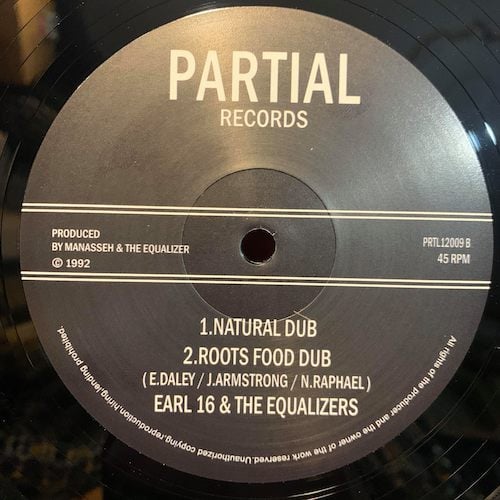 PARTIAL
RECORDS
PRODUCED
BY MANASSEH & THE EQUALIZER
© 1992
PRTL12009 B
45 RPM
1.NATURAL DUB
2.ROOTS FOOD DUB
( E.DALEY / J.ARMSTRONG / N.RAPHAEL )
EARL 16 & THE EQUALIZERS
All rights of the producer and the owner of the work reserved.Unauthorized copying,reproduction,hiring,lending prohibited.